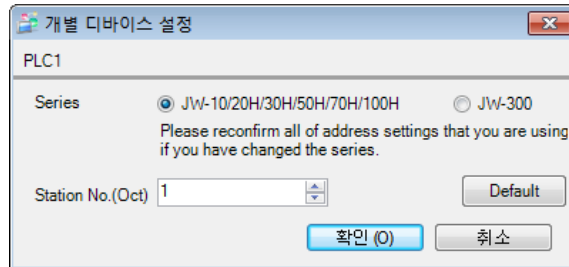 개별 디바이스 설정
PLC1
Series JW-10/20H/30H/50H/70H/100H JW-300
Please reconfirm all of address settings that you are using
if you have changed the series.
Station No.(Oct) 1 Default
확인 (O) 취소